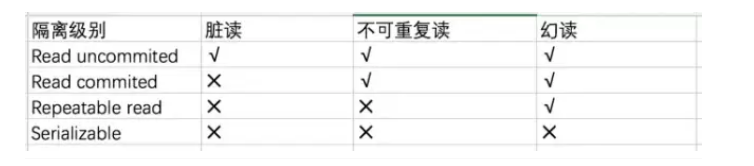 隔离级别 脏读 不可重复读 幻读
Read uncommited √ √ √
Read commited × √ √
Repeatable read × × √
Serializable × × ×